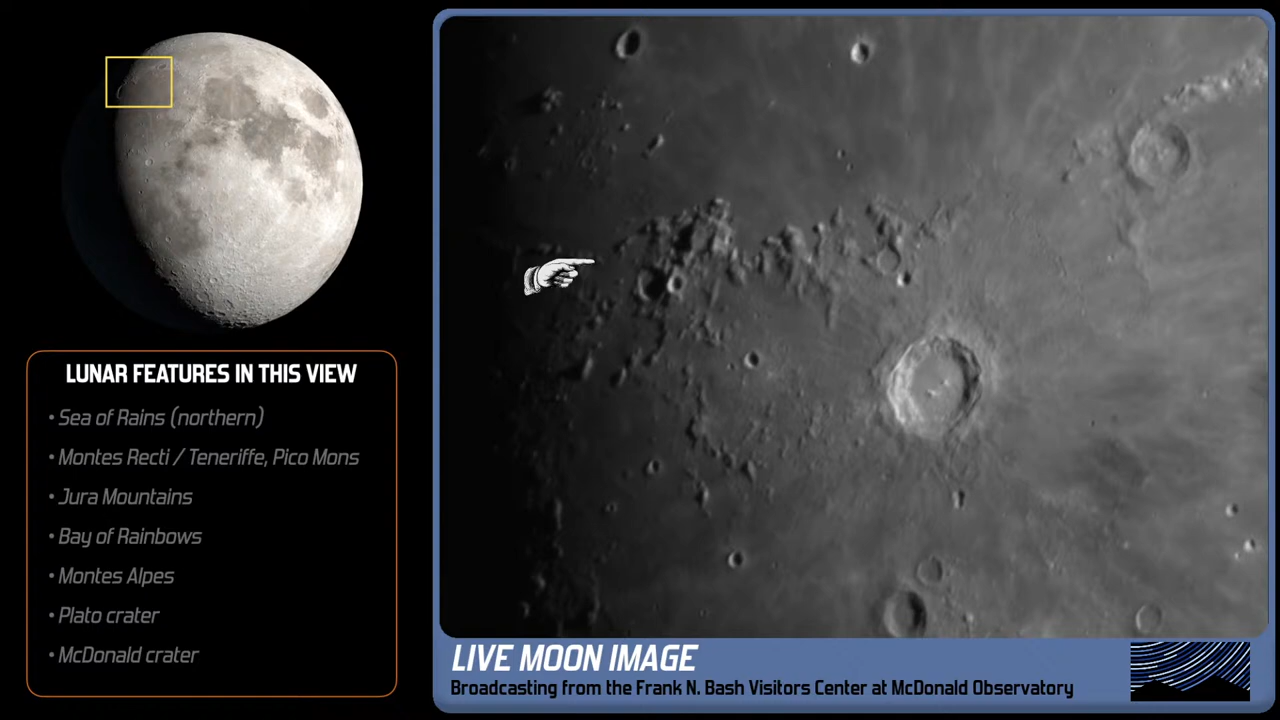 LUNAR FEATURES IN THIS VIEW
• Sea of Rains (northern)
• Montes Recti / Teneriffe, Pico Mons
• Jura Mountains
• Bay of Rainbows
• Montes Alpes
• Plato crater
• McDonald crater
LIVE MOON IMAGE
Broadcasting from the Frank N. Bash Visitors Center at McDonald Observatory